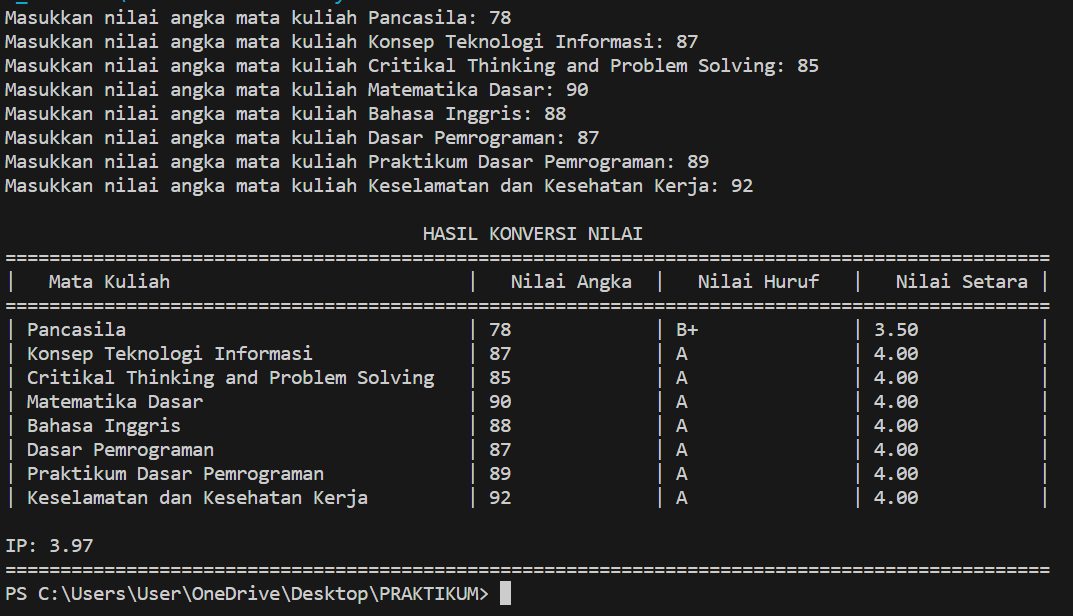 Masukkan nilai angka mata kuliah Pancasila: 78
Masukkan nilai angka mata kuliah Konsep Teknologi Informasi: 87
Masukkan nilai angka mata kuliah Critikal Thinking and Problem Solving: 85
Masukkan nilai angka mata kuliah Matematika Dasar: 90
Masukkan nilai angka mata kuliah Bahasa Inggris: 88
Masukkan nilai angka mata kuliah Dasar Pemrograman: 87
Masukkan nilai angka mata kuliah Praktikum Dasar Pemrograman: 89
Masukkan nilai angka mata kuliah Keselamatan dan Kesehatan Kerja: 92
HASIL KONVERSI NILAI
===============================================================================================
| Mata Kuliah | Nilai Angka | Nilai Huruf | Nilai Setara |
===============================================================================================
| Pancasila | 78 | B+ | 3.50 |
| Konsep Teknologi Informasi | 87 | A | 4.00 |
| Critikal Thinking and Problem Solving | 85 | A | 4.00 |
| Matematika Dasar | 90 | A | 4.00 |
| Bahasa Inggris | 88 | A | 4.00 |
| Dasar Pemrograman | 87 | A | 4.00 |
| Praktikum Dasar Pemrograman | 89 | A | 4.00 |
| Keselamatan dan Kesehatan Kerja | 92 | A | 4.00 |
IP: 3.97
===============================================================================================
PS C:\Users\User\OneDrive\Desktop\PRAKTIKUM>